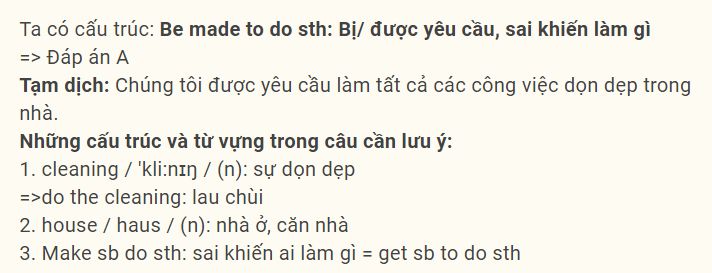 Ta có cấu trúc: Be made to do sth: Bị/ được yêu cầu, sai khiến làm gì
=> Đáp án A
Tạm dịch: Chúng tôi được yêu cầu làm tất cả các công việc dọn dẹp trong
nhà.
Những cấu trúc và từ vựng trong câu cần lưu ý:
1. cleaning / 'kli:nɪŋ / (n): sự dọn dẹp
=>do the cleaning: lau chùi
2. house / haus / (n): nhà ở, căn nhà
3. Make sb do sth: sai khiến ai làm gì = get sb to do sth